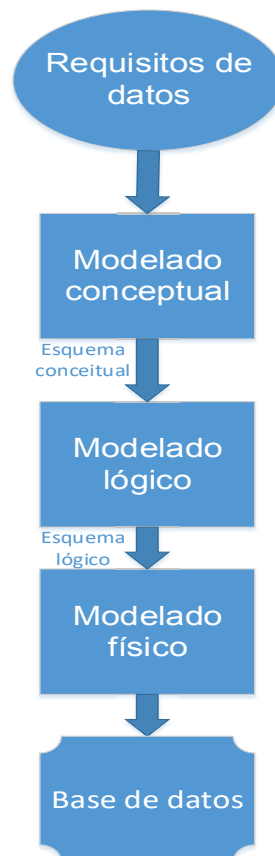 Requisitos de
datos
Modelado
conceptual
Esquema
conceitual
Modelado
lógico
Esquema
lógico
Modelado
físico
Base de datos